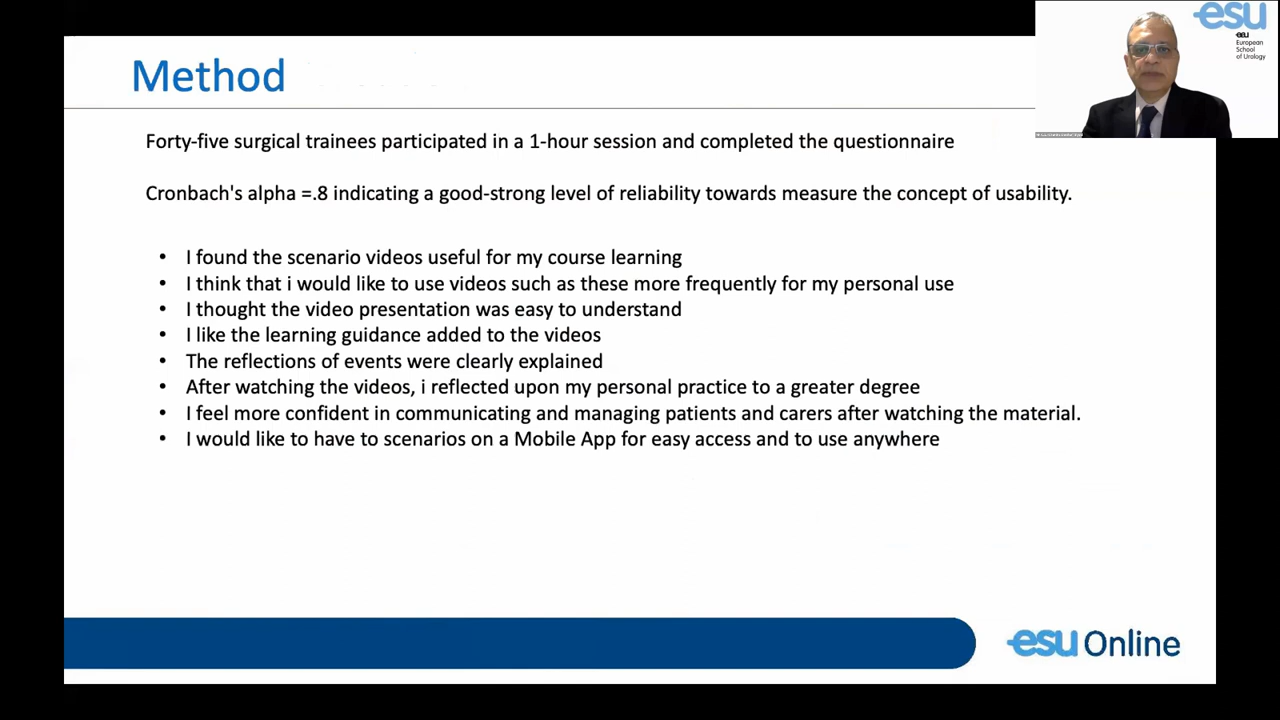 Method
Forty-five surgical trainees participated in a 1-hour session and completed the questionnaire
Cronbach's alpha =.8 indicating a good-strong level of reliability towards measure the concept of usability.
• I found the scenario videos useful for my course learning
• I think that i would like to use videos such as these more frequently for my personal use
• I thought the video presentation was easy to understand
• I like the learning guidance added to the videos
• The reflections of events were clearly explained
• After watching the videos, i reflected upon my personal practice to a greater degree
• I feel more confident in communicating and managing patients and carers after watching the material.
• I would like to have to scenarios on a Mobile App for easy access and to use anywhere
esu
eau
European
School
of Urology
esu Online